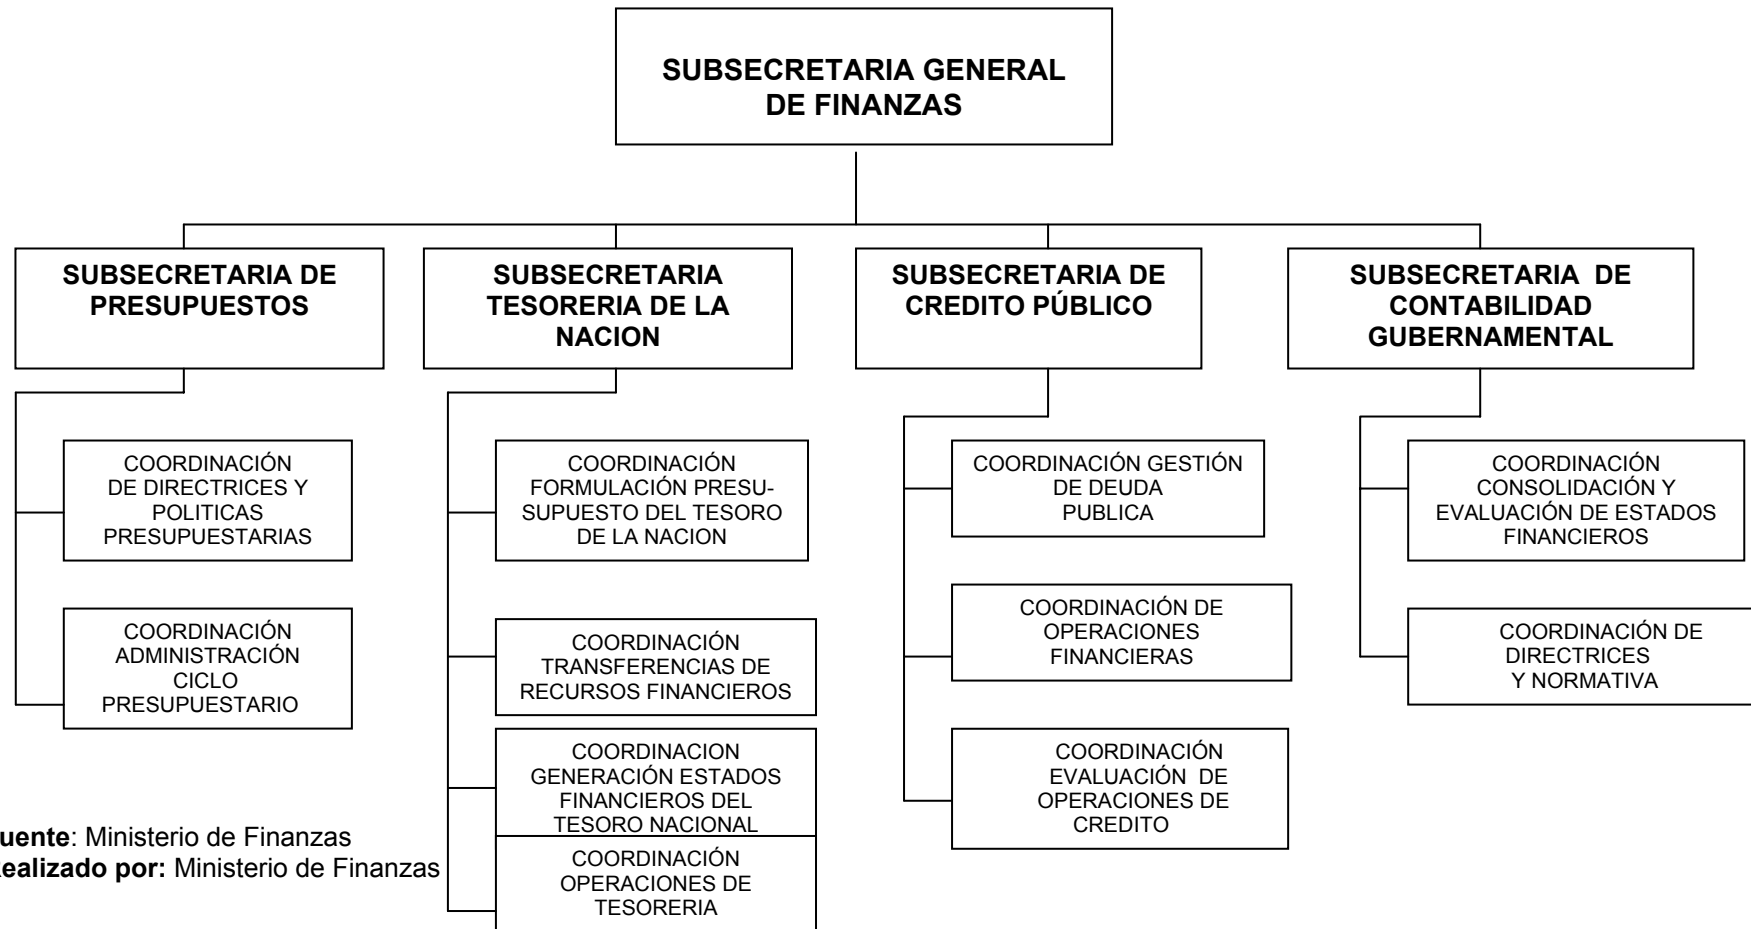 SUBSECRETARIA GENERAL
DE FINANZAS
SUBSECRETARIA DE
PRESUPUESTOS
SUBSECRETARIA
TESORERIA DE LA
NACION
SUBSECRETARIA DE
CREDITO PÚBLICO
SUBSECRETARIA DE
CONTABILIDAD
GUBERNAMENTAL
COORDINACIÓN
DE DIRECTRICES Y
POLITICAS
PRESUPUESTARIAS
COORDINACIÓN
ADMINISTRACIÓN
CICLO
PRESUPUESTARIO
COORDINACIÓN
FORMULACIÓN PRESU-
SUPUESTO DEL TESORO
DE LA NACION
COORDINACIÓN
TRANSFERENCIAS DE
RECURSOS FINANCIEROS
COORDINACION
GENERACIÓN ESTADOS
FINANCIEROS DEL
TESORO NACIONAL
COORDINACIÓN
OPERACIONES DE
TESORERIA
COORDINACIÓN GESTIÓN
DE DEUDA
PUBLICA
COORDINACIÓN DE
OPERACIONES
FINANCIERAS
COORDINACIÓN
EVALUACIÓN DE
OPERACIONES DE
CREDITO
COORDINACIÓN
CONSOLIDACIÓN Y
EVALUACIÓN DE ESTADOS
FINANCIEROS
COORDINACIÓN DE
DIRECTRICES
Y NORMATIVA
uente: Ministerio de Finanzas
ealizado por: Ministerio de Finanzas